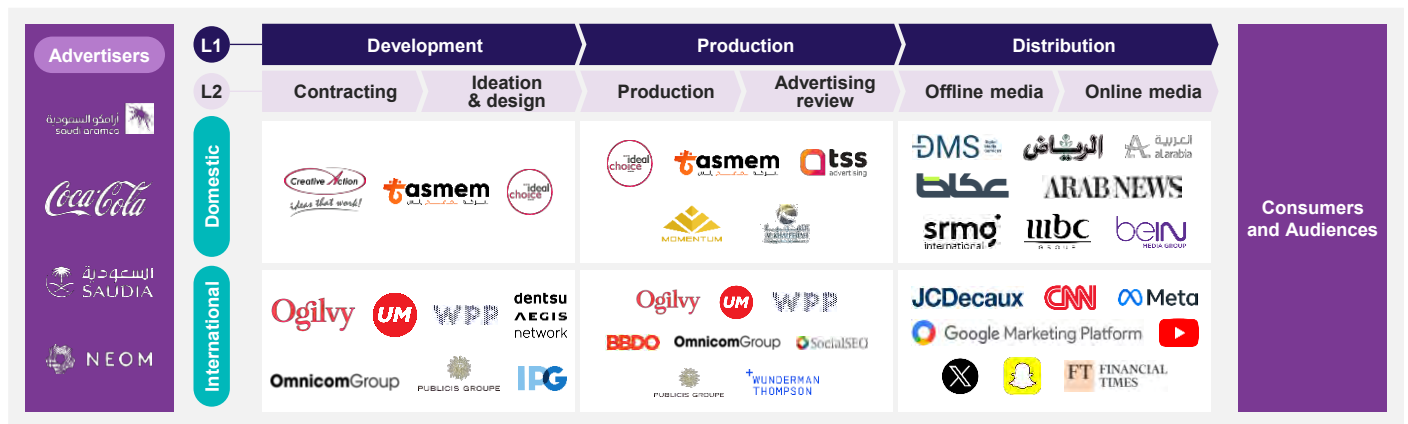 Advertisers
أرامكو السعودية
saudi aramco
Coca-Cola
السعودية
SAUDIA
NEOM
L1
Development
Production
Distribution
L2
Contracting
Ideation
& design
Production
Advertising
review
Offline media
Online media
Domestic
Creative Action
ideas that work!
tasmem
ideal
choice
ideal
choice
tasmem
tss
advertising
MOMENTUM
DMS
الرياض
العربية
alarabia
عكاظ
ARAB NEWS
srmg
international
mbc
GROUP
beIN
MEDIA GROUP
International
Ogilvy
UM
WPP
dentsu
AEGIS
network
OmnicomGroup
PUBLICIS GROUPE
IPG
Ogilvy
UM
WPP
BBDO
OmnicomGroup
SocialSEO
PUBLICIS GROUPE
WUNDERMAN
THOMPSON
JCDecaux
CNN
Meta
Google Marketing Platform
X
FT
FINANCIAL
TIMES
Consumers
and Audiences